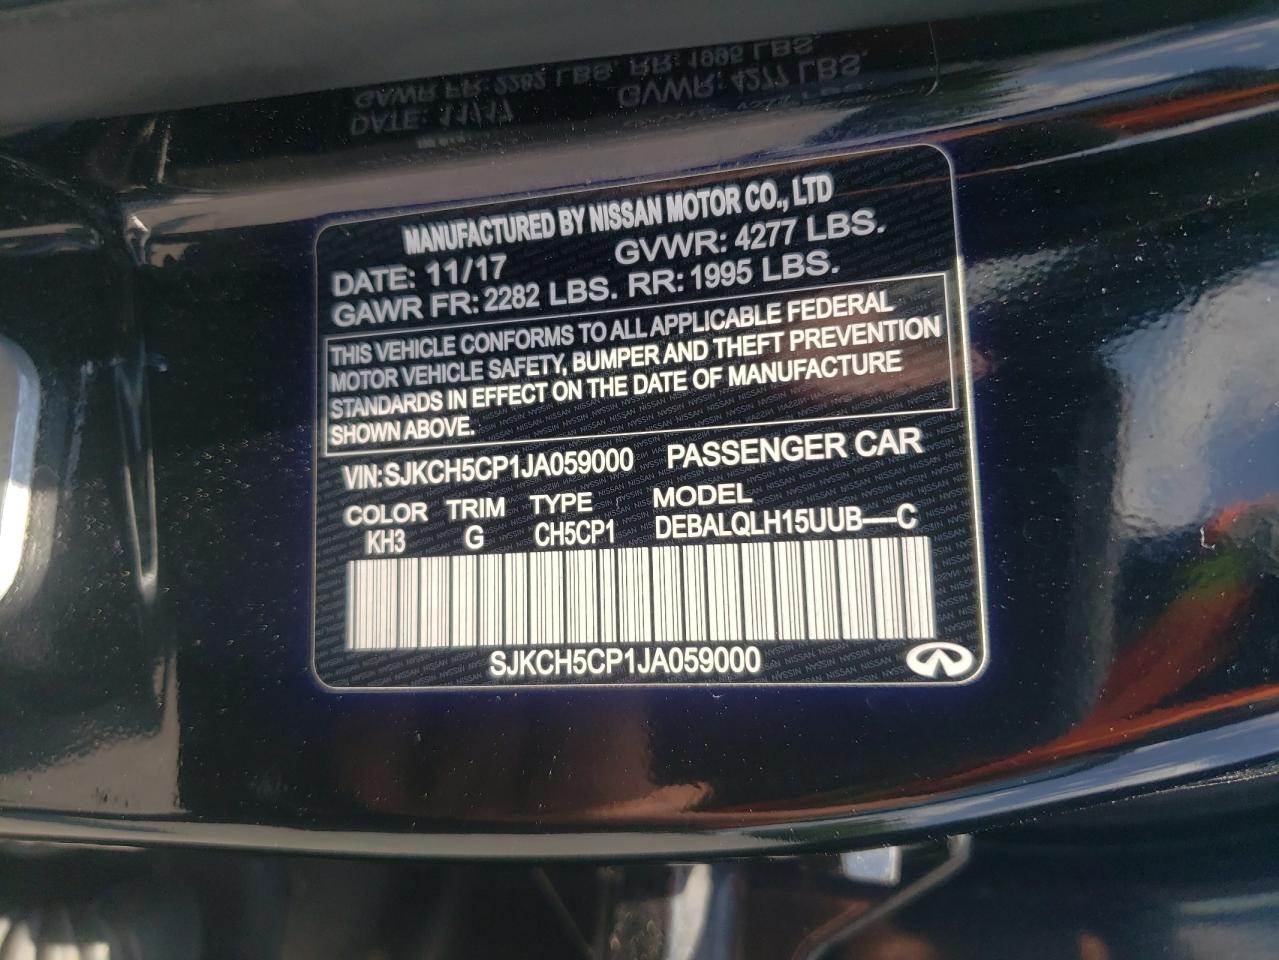 MANUFACTURED BY NISSAN MOTOR CO., LTD
DATE: 11/17 GVWR: 4277 LBS.
GAWR FR: 2282 LBS. RR: 1995 LBS.
THIS VEHICLE CONFORMS TO ALL APPLICABLE FEDERAL
MOTOR VEHICLE SAFETY, BUMPER AND THEFT PREVENTION
STANDARDS IN EFFECT ON THE DATE OF MANUFACTURE
SHOWN ABOVE.
VIN: SJKCH5CP1JA059000 PASSENGER CAR
COLOR TRIM TYPE MODEL
KH3 G CH5CP1 DEBALQLH15UUB—C
SJKCH5CP1JA059000